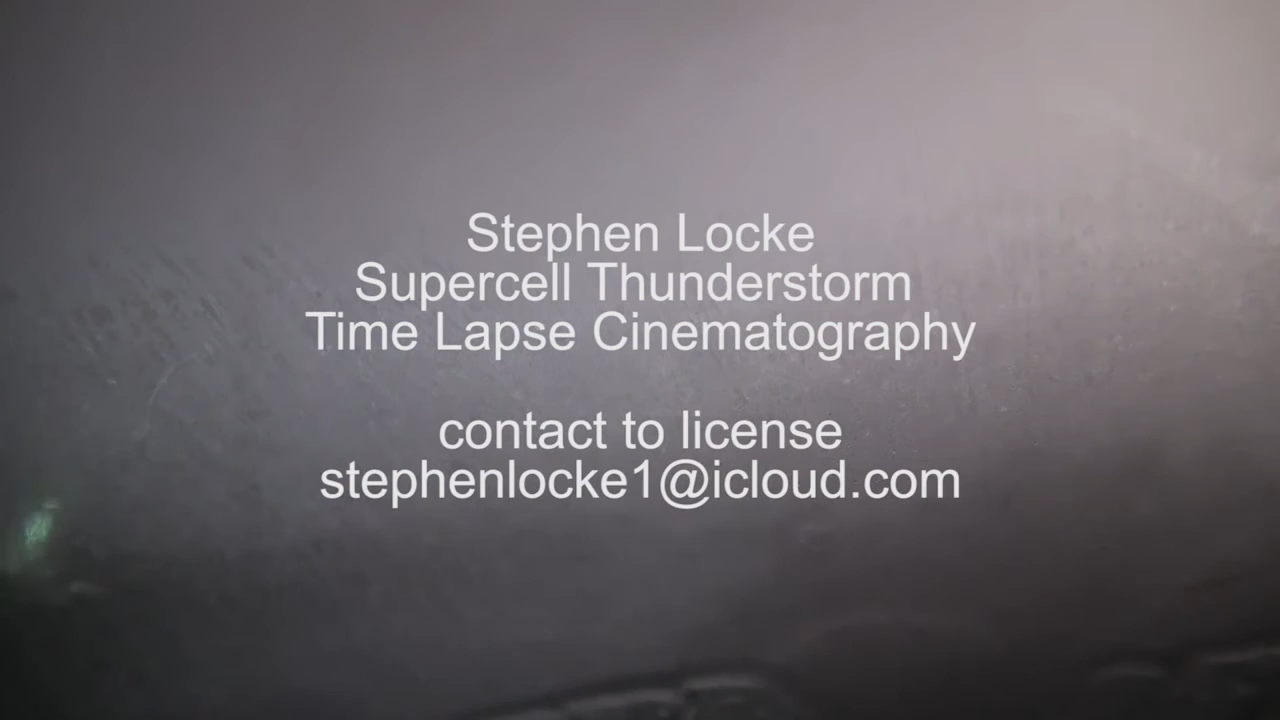 Stephen Locke
Supercell Thunderstorm
Time Lapse Cinematography
contact to license
stephenlocke1@icloud.com